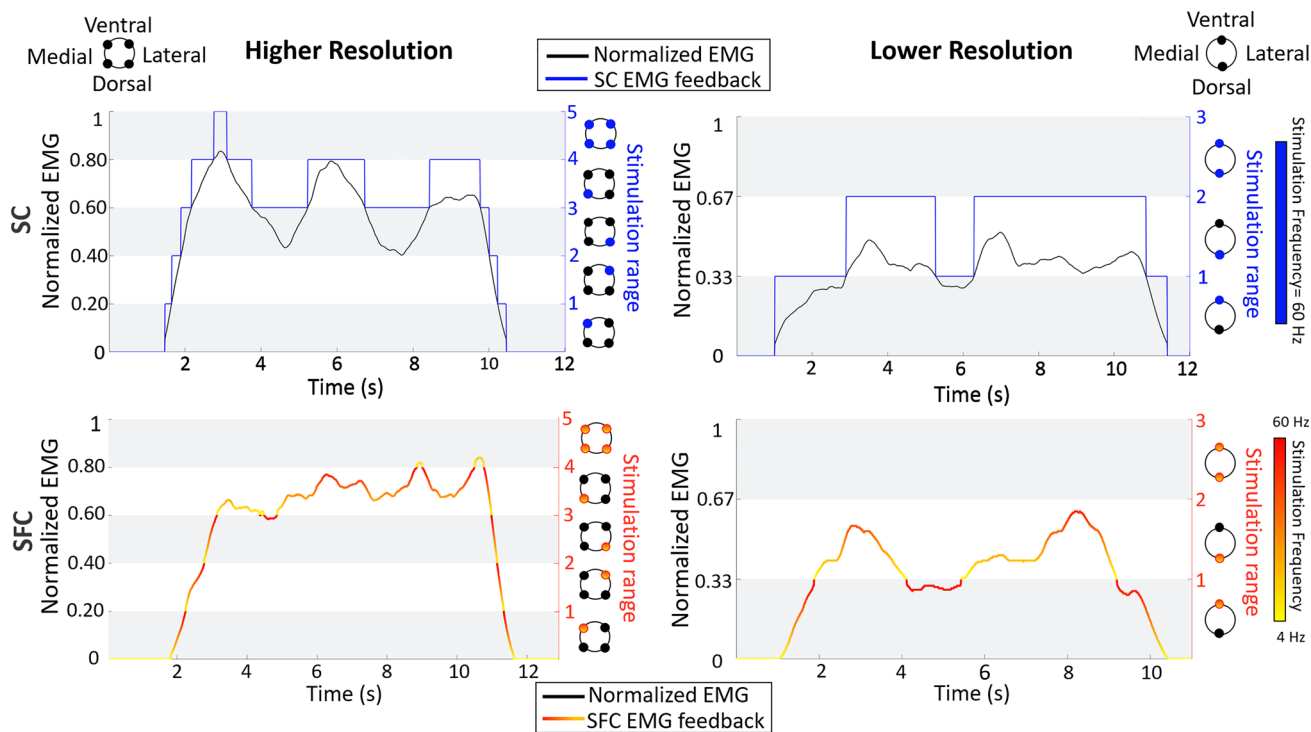 Ventral
Medial Lateral
Dorsal
Higher Resolution
Normalized EMG
SC EMG feedback
Lower Resolution
Ventral
Medial Lateral
Dorsal
SC
Normalized EMG
1
0.80
0.60
0.40
0.20
0
2 4 6 8 10 12
Time (s)
5
4
3
2
1
Stimulation range
Normalized EMG
1
0.67
0.33
0
2 4 6 8 10 12
Time (s)
3
2
1
Stimulation range
Stimulation Frequency= 60 Hz
SFC
Normalized EMG
1
0.80
0.60
0.40
0.20
0
2 4 6 8 10 12
Time (s)
5
4
3
2
1
Stimulation range
Normalized EMG
1
0.67
0.33
0
2 4 6 8 10
Time (s)
3
2
1
Stimulation range
60 Hz
Stimulation Frequency
4 Hz
Normalized EMG
SFC EMG feedback